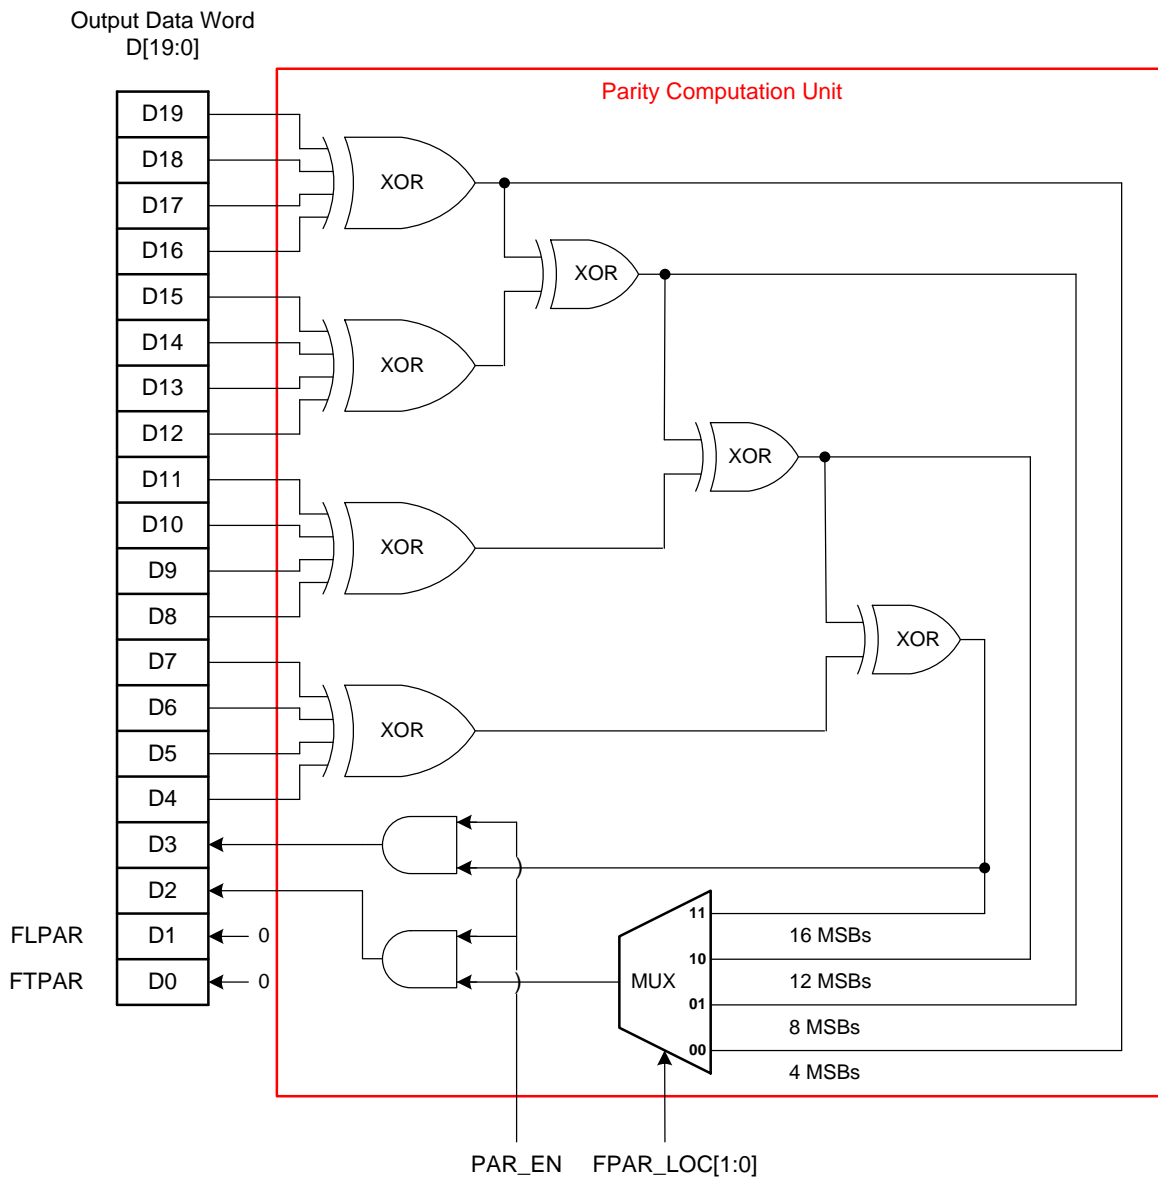 Output Data Word
D[19:0]
Parity Computation Unit
D19
D18
D17
D16
D15
D14
D13
D12
D11
D10
D9
D8
D7
D6
D5
D4
D3
D2
FLPAR D1 0
FTPAR D0 0
XOR
XOR
XOR
XOR
XOR
XOR
XOR
XOR
MUX
11
16 MSBs
10
12 MSBs
01
8 MSBs
00
4 MSBs
PAR_EN FPAR_LOC[1:0]